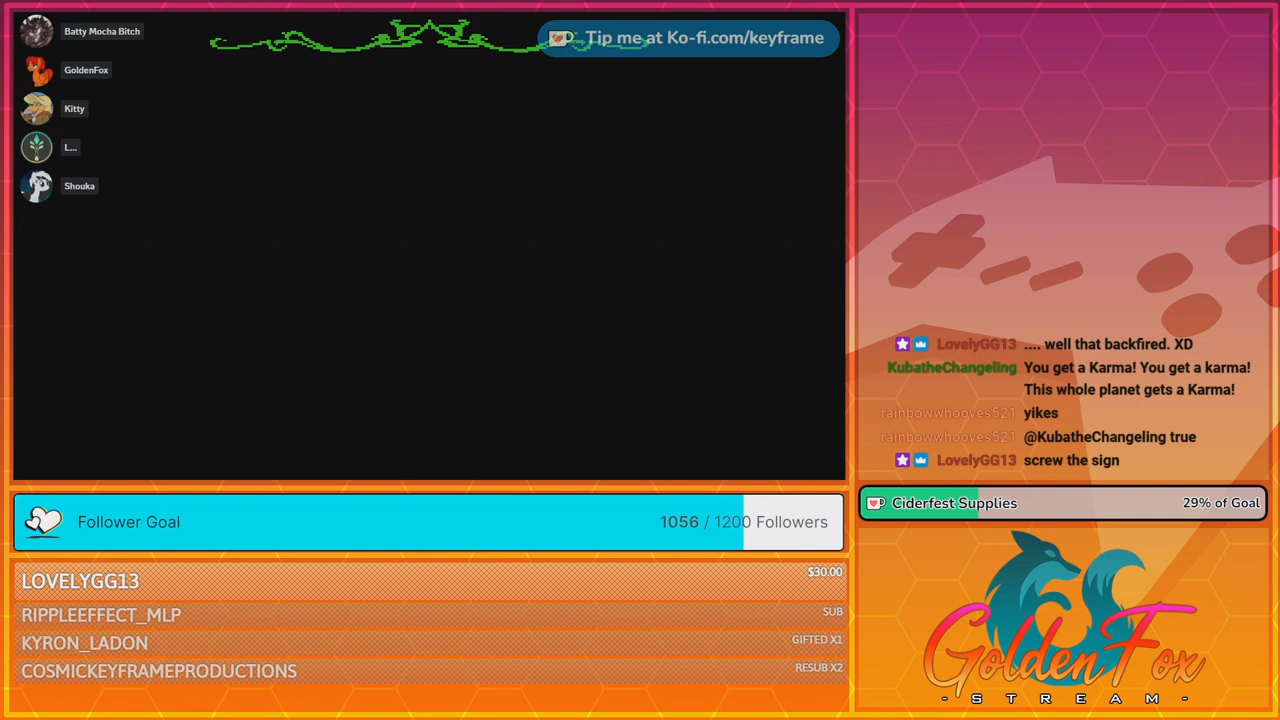 Batty Mocha Bitch
GoldenFox
Kitty
L...
Shouka
Tip me at Ko-fi.com/keyframe
LovelyGG13 .... well that backfired. XD
KubatheChangeling You get a Karma! You get a karma!
This whole planet gets a Karma!
rainbowwhooves521 yikes
rainbowwhooves521 @KubatheChangeling true
LovelyGG13 screw the sign
Ciderfest Supplies 29% of Goal
Follower Goal 1056 / 1200 Followers
LOVELYGG13 $30.00
RIPPLEEFFECT_MLP SUB
KYRON_LADON GIFTED X1
COSMICKEYFRAMEPRODUCTIONS RESUB X2
GoldenFox
- S T R E A M -